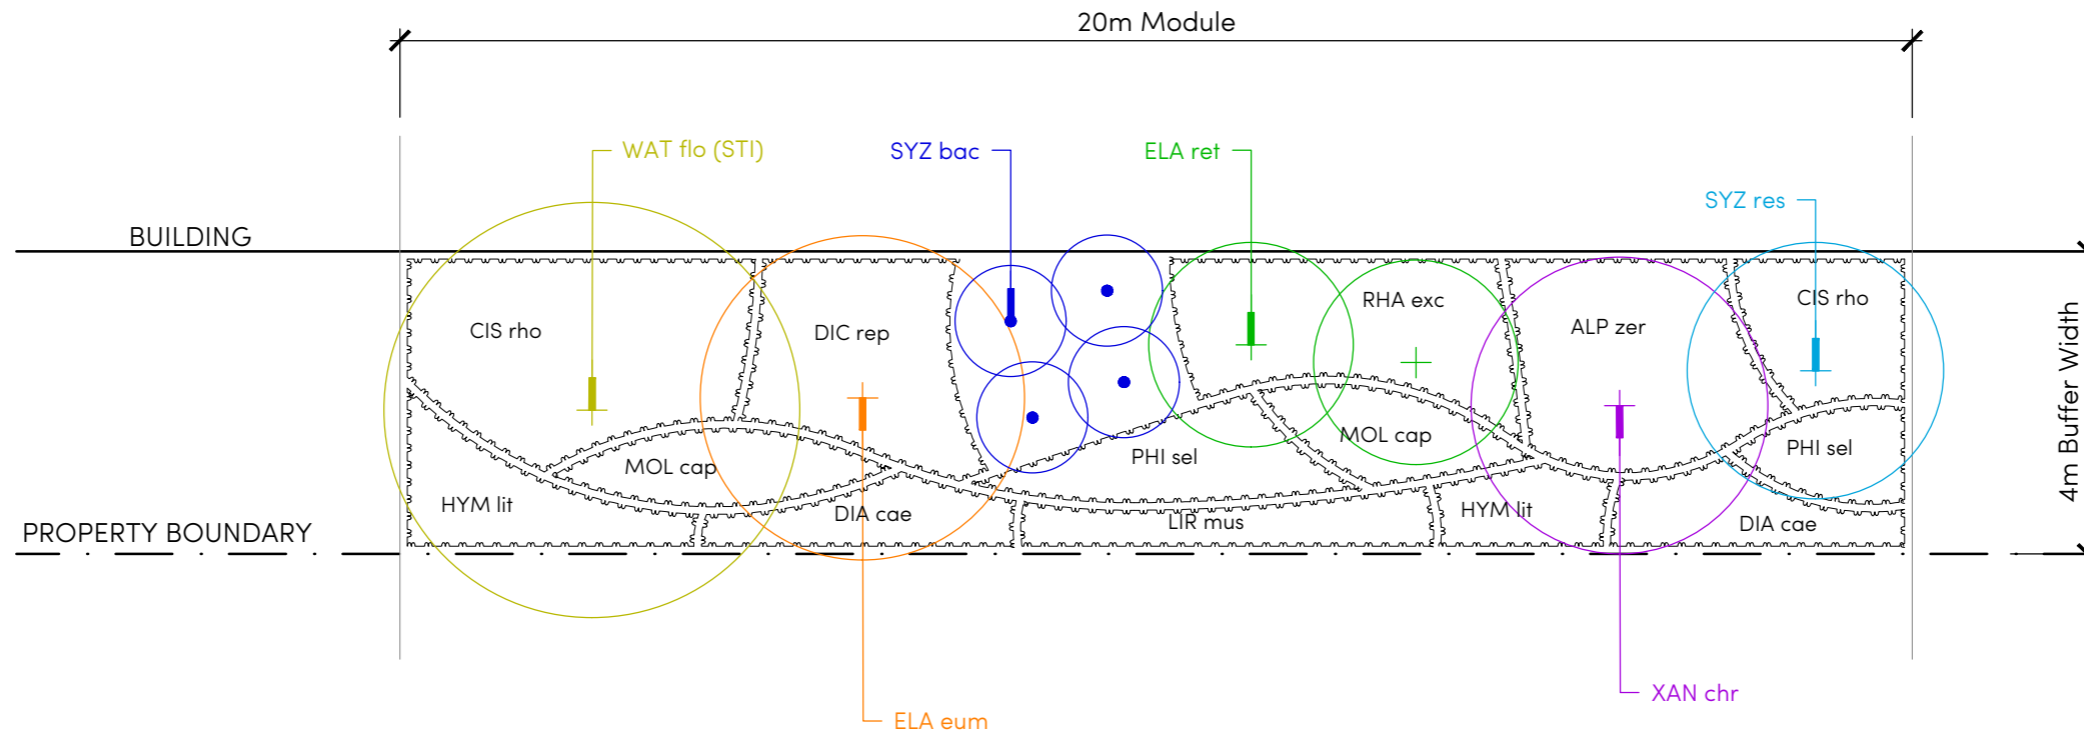 20m Module
WAT flo (STI)
SYZ bac
ELA ret
SYZ res
BUILDING
CIS rho
DIC rep
RHA exc
ALP zer
CIS rho
MOL cap
PHI sel
MOL cap
PHI sel
HYM lit
DIA cae
LIR mus
HYM lit
DIA cae
PROPERTY BOUNDARY
4m Buffer Width
XAN chr
ELA eum